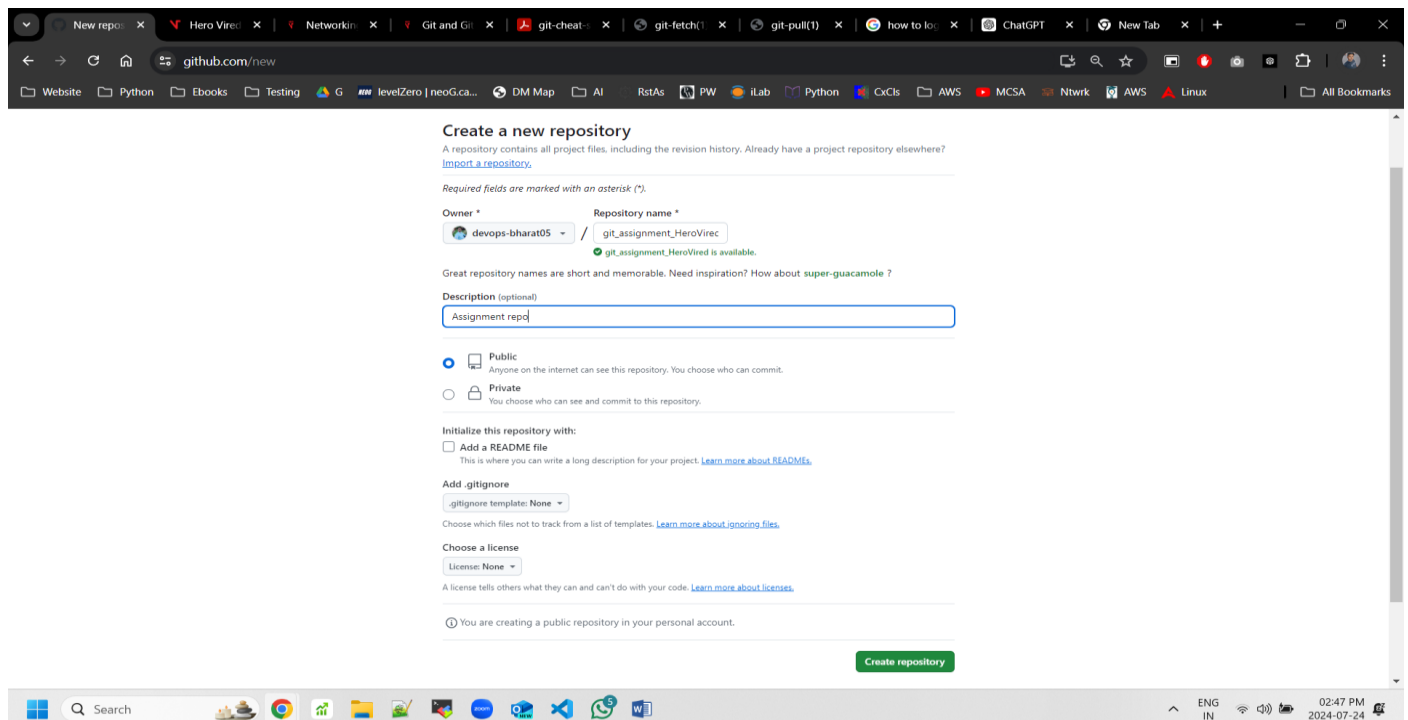 New repos
Hero Vired
Networkin
Git and Git
git-cheat-s
git-fetch(1)
git-pull(1)
how to log
ChatGPT
New Tab
github.com/new
Website
Python
Ebooks
Testing
G
levelZero | neoG.ca...
DM Map
AI
RstAs
PW
iLab
Python
CxCls
AWS
MCSA
Ntwrk
AWS
Linux
All Bookmarks
Create a new repository
A repository contains all project files, including the revision history. Already have a project repository elsewhere?
Import a repository.
Required fields are marked with an asterisk (*).
Owner *
Repository name *
devops-bharat05
/
git_assignment_HeroVirec
git_assignment_HeroVired is available.
Great repository names are short and memorable. Need inspiration? How about super-guacamole ?
Description (optional)
Assignment repo
Public
Anyone on the internet can see this repository. You choose who can commit.
Private
You choose who can see and commit to this repository.
Initialize this repository with:
Add a README file
This is where you can write a long description for your project. Learn more about READMEs.
Add .gitignore
.gitignore template: None
Choose which files not to track from a list of templates. Learn more about ignoring files.
Choose a license
License: None
A license tells others what they can and can't do with your code. Learn more about licenses.
You are creating a public repository in your personal account.
Create repository
Search
zoom
5
ENG
IN
02:47 PM
2024-07-24